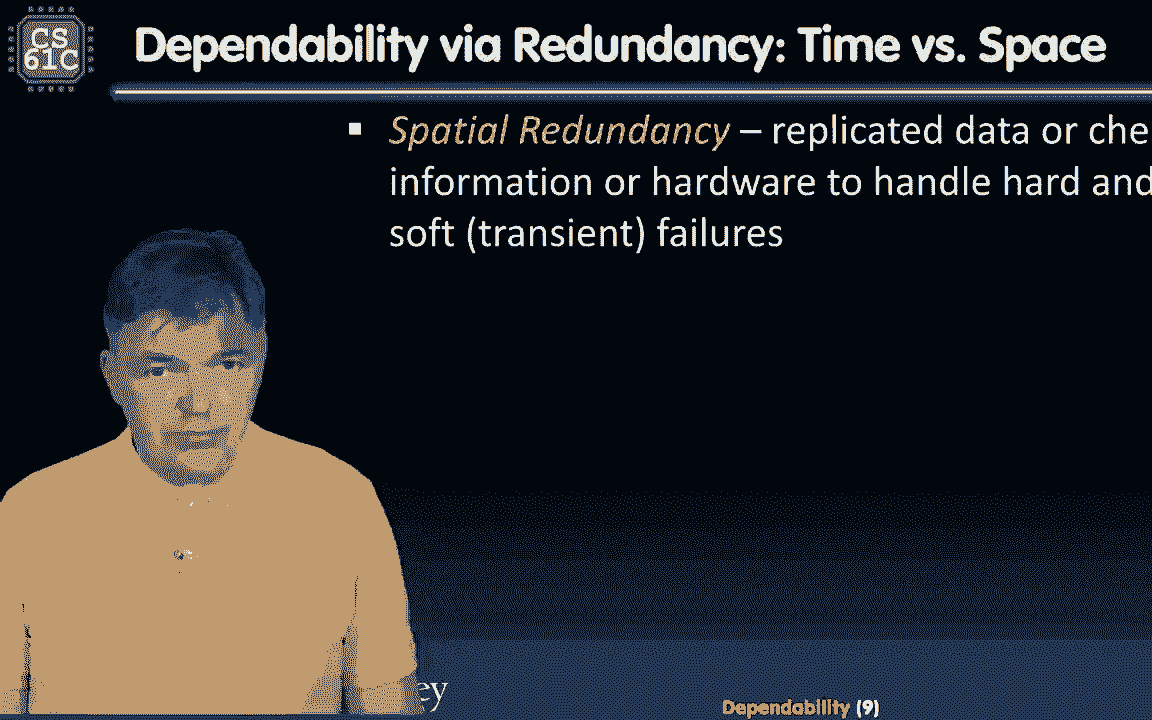 CS
61C
Dependability via Redundancy: Time vs. Space
Spatial Redundancy – replicated data or che
information or hardware to handle hard and
soft (transient) failures
ey
Dependability (9)